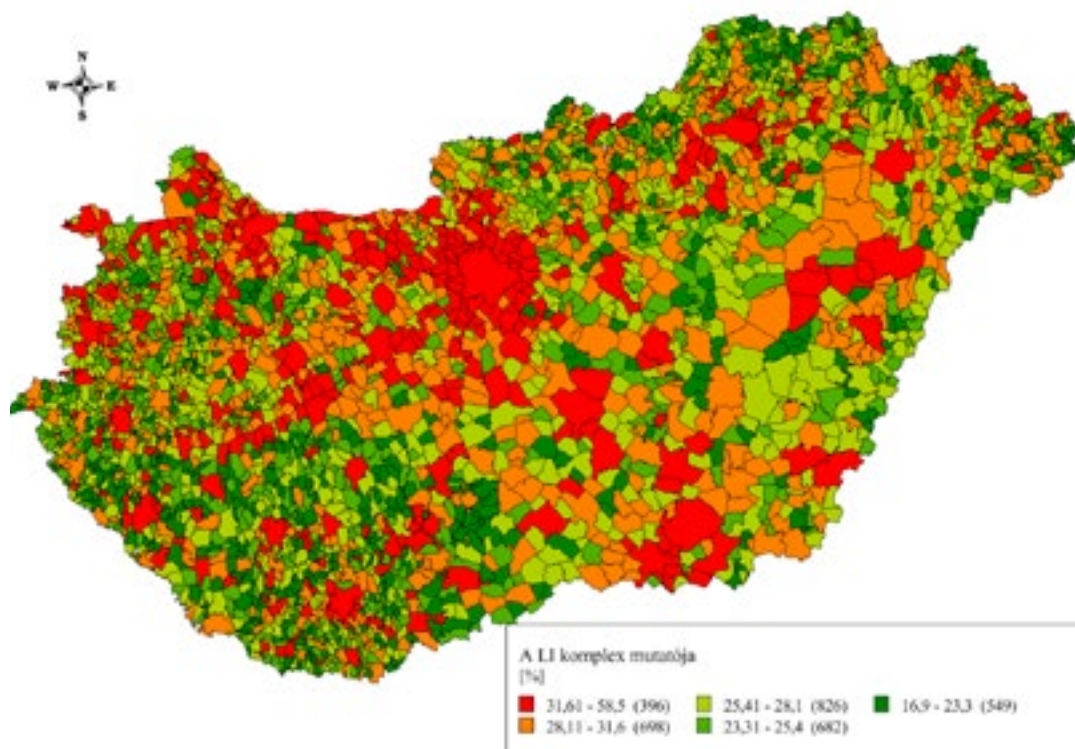 N
W E
S
A LI komplex mutatója
[%]
31,61 - 58,5 (396) 25,41 - 28,1 (826) 16,9 - 23,3 (549)
28,11 - 31,6 (698) 23,31 - 25,4 (682)